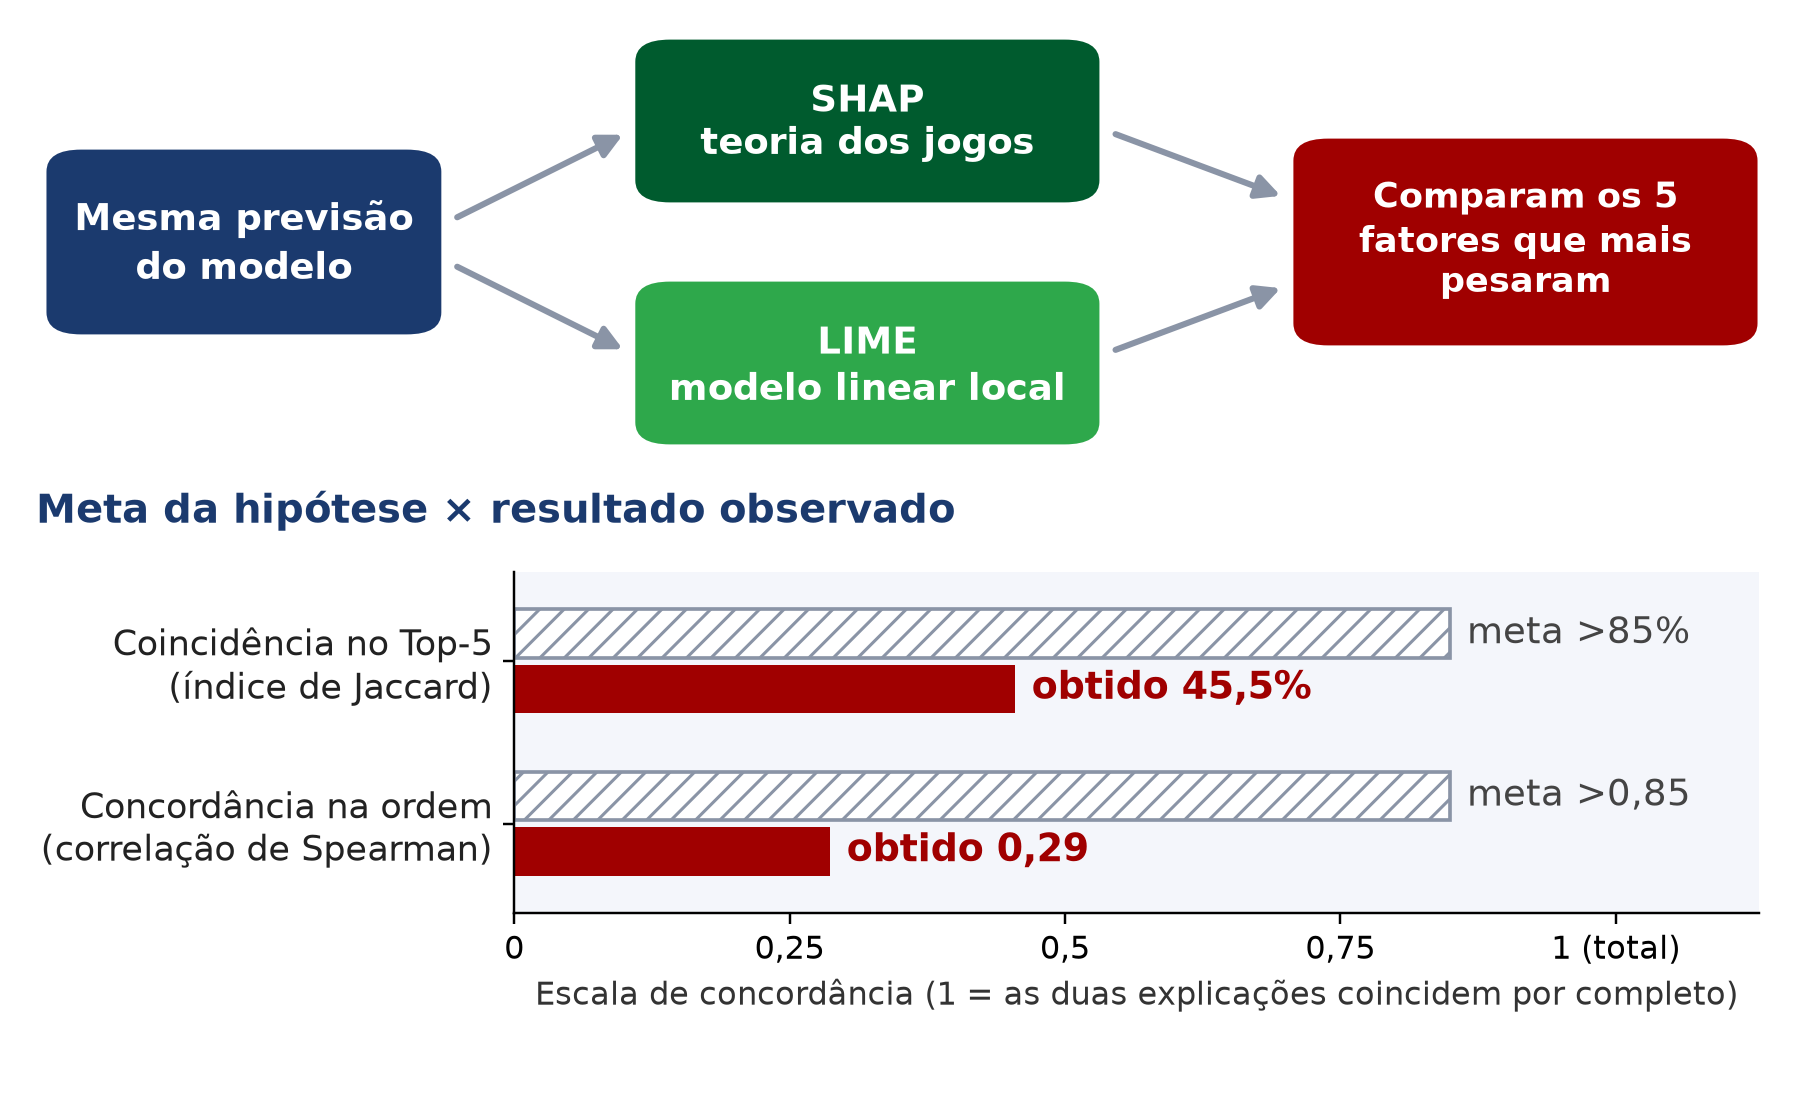 SHAP
teoria dos jogos
Mesma previsão
do modelo
Comparam os 5
fatores que mais
pesaram
LIME
modelo linear local
Meta da hipótese × resultado observado
Coincidência no Top-5
(índice de Jaccard)
meta >85%
obtido 45,5%
Concordância na ordem
(correlação de Spearman)
meta >0,85
obtido 0,29
0
0,25
0,5
0,75
1 (total)
Escala de concordância (1 = as duas explicações coincidem por completo)